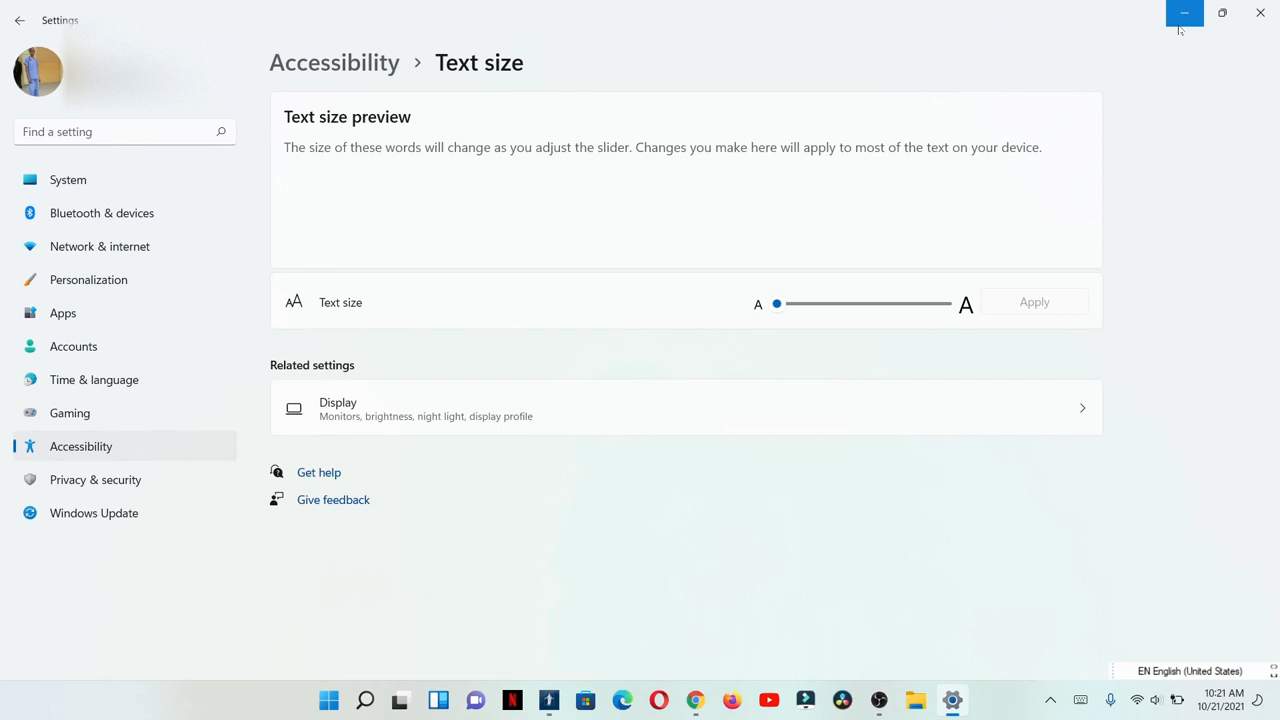 Settings
Accessibility > Text size
Find a setting
System
Bluetooth & devices
Network & internet
Personalization
Apps
Accounts
Time & language
Gaming
Accessibility
Privacy & security
Windows Update
Text size preview
The size of these words will change as you adjust the slider. Changes you make here will apply to most of the text on your device.
AA Text size A A Apply
Related settings
Display
Monitors, brightness, night light, display profile
Get help
Give feedback
EN English (United States)
10:21 AM
10/21/2021